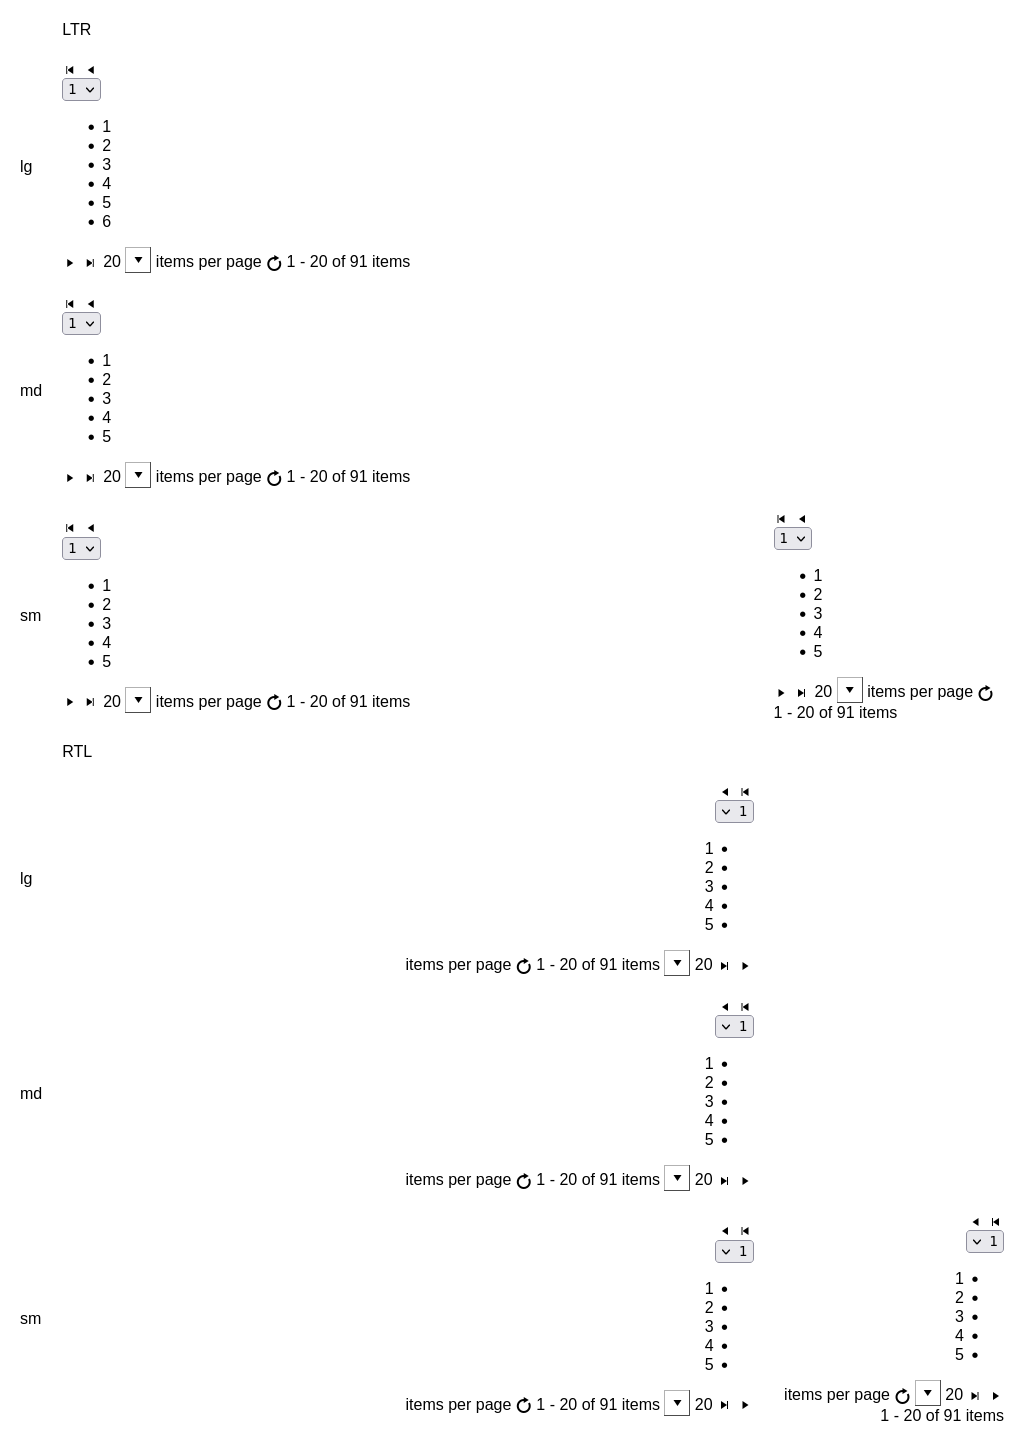 LTR
1
• 1
• 2
• 3
lg
• 4
• 5
• 6
20 items per page 1 - 20 of 91 items
1
• 1
• 2
md
• 3
• 4
• 5
20 items per page 1 - 20 of 91 items
1
• 1
• 2
sm
• 3
• 4
• 5
20 items per page 1 - 20 of 91 items
1
• 1
• 2
• 3
• 4
• 5
20 items per page
1 - 20 of 91 items
RTL
1
1 •
2 •
lg
3 •
4 •
5 •
items per page 1 - 20 of 91 items 20
1
1 •
2 •
md
3 •
4 •
5 •
items per page 1 - 20 of 91 items 20
1
1 •
2 •
sm
3 •
4 •
5 •
items per page 1 - 20 of 91 items 20
1
1 •
2 •
3 •
4 •
5 •
items per page 20
1 - 20 of 91 items